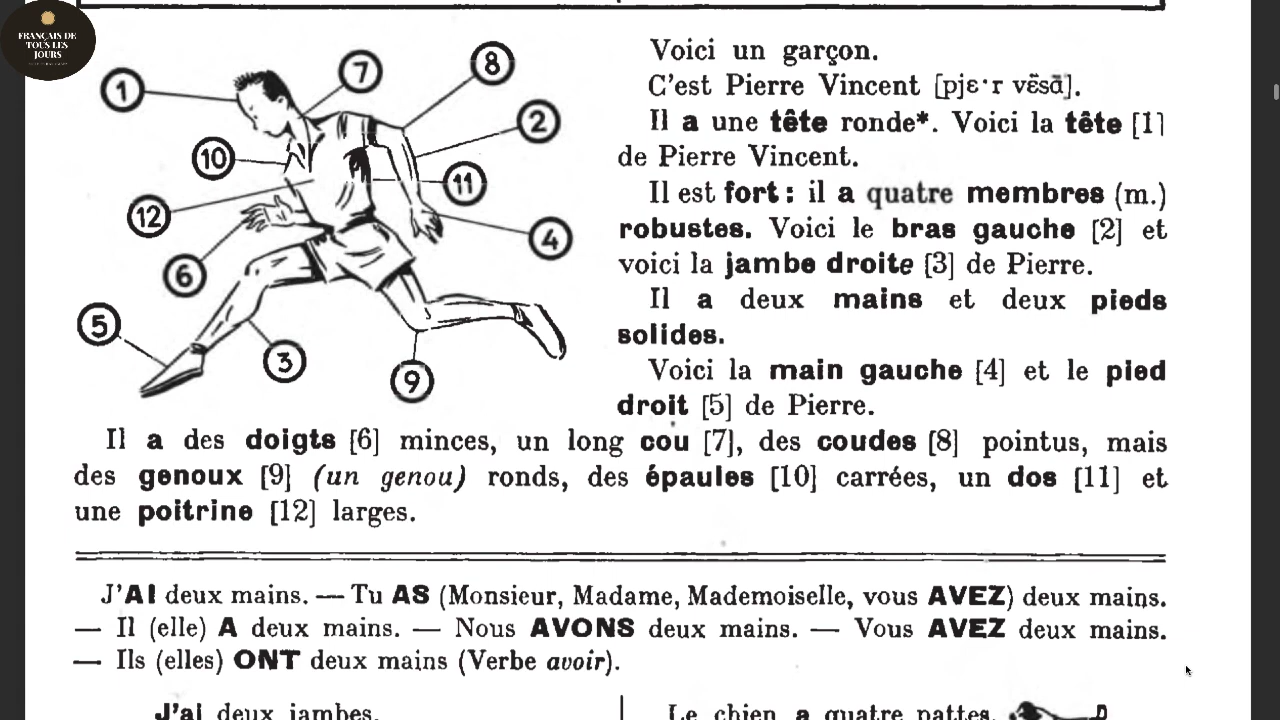 FRANÇAIS DE
TOUS LES
JOURS
1
7
8
2
10
11
12
4
6
5
3
9
Voici un garçon.
C'est Pierre Vincent [pjɛ·r vɛ̃sɑ̃].
Il a une tête ronde*. Voici la tête [1]
de Pierre Vincent.
Il est fort : il a quatre membres (m.)
robustes. Voici le bras gauche [2] et
voici la jambe droite [3] de Pierre.
Il a deux mains et deux pieds
solides.
Voici la main gauche [4] et le pied
droit [5] de Pierre.
Il a des doigts [6] minces, un long cou [7], des coudes [8] pointus, mais
des genoux [9] (un genou) ronds, des épaules [10] carrées, un dos [11] et
une poitrine [12] larges.
J'AI deux mains. — Tu AS (Monsieur, Madame, Mademoiselle, vous AVEZ) deux mains.
— Il (elle) A deux mains. — Nous AVONS deux mains. — Vous AVEZ deux mains.
— Ils (elles) ONT deux mains (Verbe avoir).
J'ai deux jambes.
Le chien a quatre pattes.